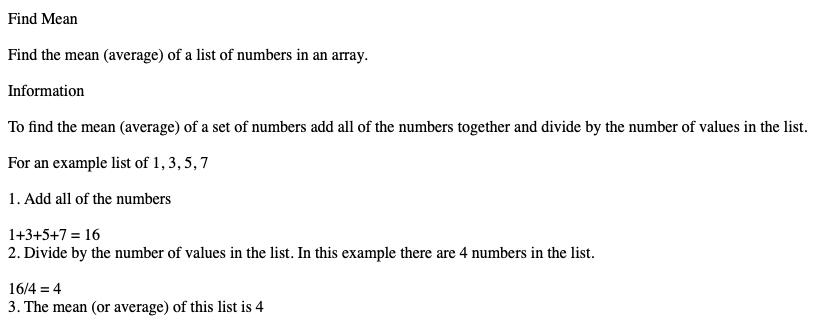 Find Mean
Find the mean (average) of a list of numbers in an array.
Information
To find the mean (average) of a set of numbers add all of the numbers together and divide by the number of values in the list.
For an example list of 1, 3, 5, 7
1. Add all of the numbers
1+3+5+7 = 16
2. Divide by the number of values in the list. In this example there are 4 numbers in the list.
16/4 = 4
3. The mean (or average) of this list is 4